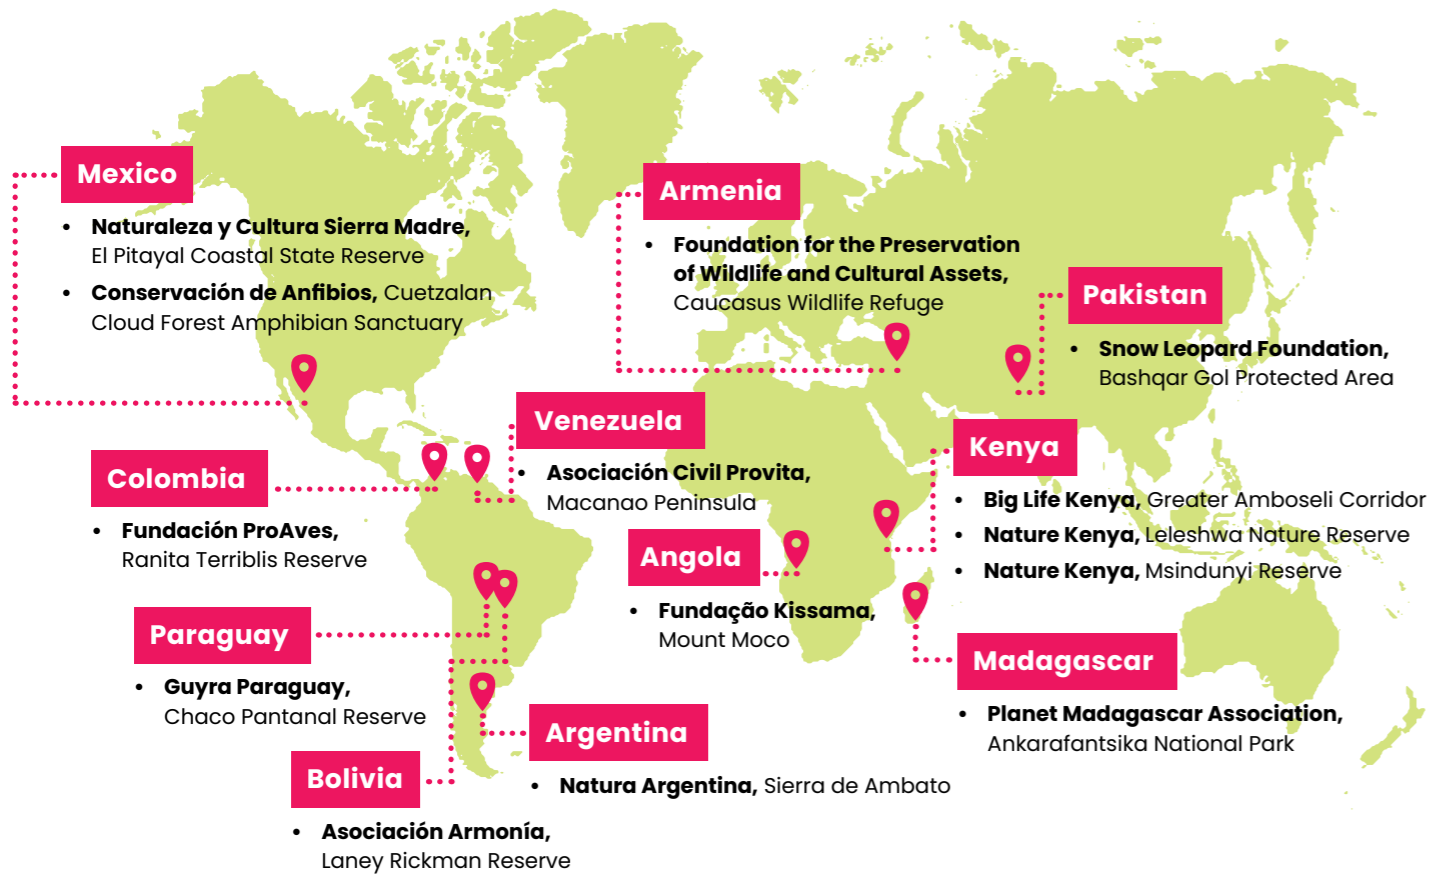 Mexico
• Naturaleza y Cultura Sierra Madre,
El Pitayal Coastal State Reserve
• Conservación de Anfibios, Cuetzalan
Cloud Forest Amphibian Sanctuary
Armenia
• Foundation for the Preservation
of Wildlife and Cultural Assets,
Caucasus Wildlife Refuge
Pakistan
• Snow Leopard Foundation,
Bashqar Gol Protected Area
Venezuela
• Asociación Civil Provita,
Macanao Peninsula
Colombia
• Fundación ProAves,
Ranita Terriblis Reserve
Kenya
• Big Life Kenya, Greater Amboseli Corridor
• Nature Kenya, Leleshwa Nature Reserve
• Nature Kenya, Msindunyi Reserve
Angola
• Fundação Kissama,
Mount Moco
Paraguay
• Guyra Paraguay,
Chaco Pantanal Reserve
Madagascar
• Planet Madagascar Association,
Ankarafantsika National Park
Argentina
• Natura Argentina, Sierra de Ambato
Bolivia
• Asociación Armonía,
Laney Rickman Reserve